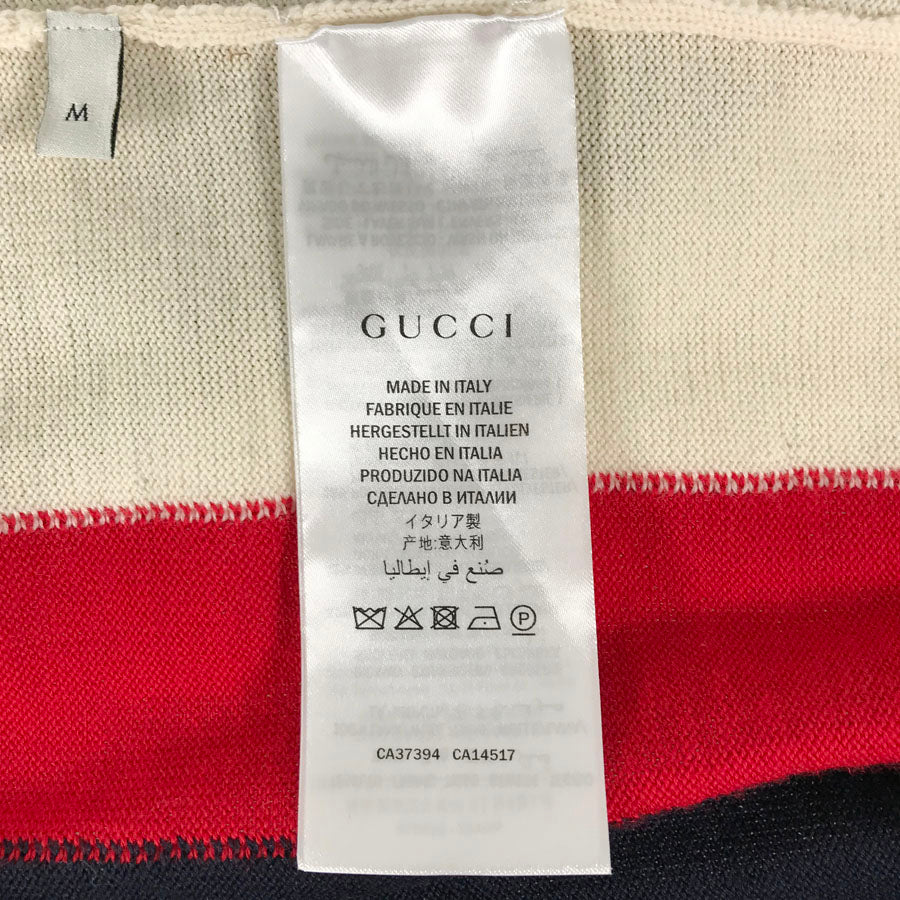 M
GUCCI
MADE IN ITALY
FABRIQUE EN ITALIE
HERGESTELLT IN ITALIEN
HECHO EN ITALIA
PRODUZIDO NA ITALIA
СДЕЛАНО В ИТАЛИИ
イタリア製
产地:意大利
صُنع في إيطاليا
P
CA37394 CA14517